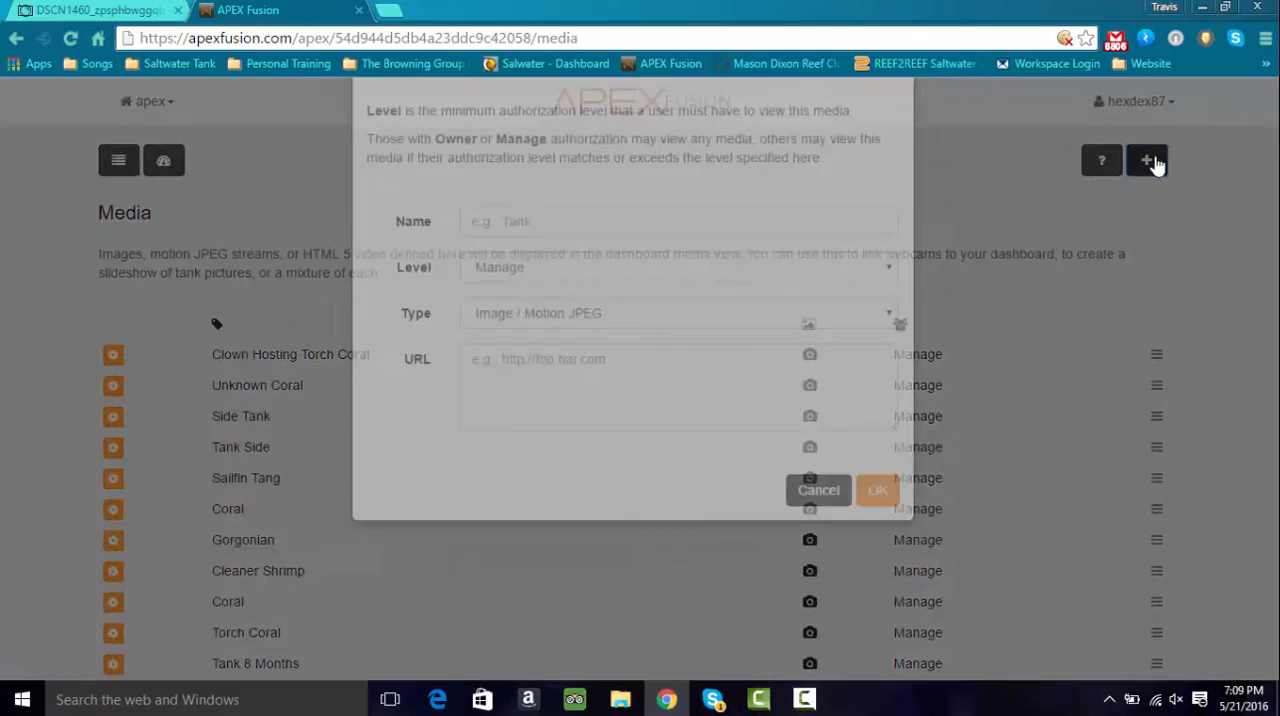 DSCN1460_zpsphbwggqb
APEX Fusion
Travis
https://apexfusion.com/apex/54d944d5db4a23ddc9c42058/media
8806
Apps
Songs
Saltwater Tank
Personal Training
The Browning Group
Salwater - Dashboard
APEX Fusion
Mason Dixon Reef Cl
REEF2REEF Saltwater
Workspace Login
Website
»
apex
APEX FUSION
hexdex87
Level is the minimum authorization level that a user must have to view this media.
Those with Owner or Manage authorization may view any media, others may view this
media if their authorization level matches or exceeds the level specified here.
?
+
Media
Name
e.g. Tank
Images, motion JPEG streams, or HTML 5 video defined here will be displayed in the dashboard media view. You can use this to link webcams to your dashboard, to create a
slideshow of tank pictures, or a mixture of each
Level
Manage
Type
Image / Motion JPEG
URL
e.g., http://foo.bar.com
Cancel
OK
Clown Hosting Torch Coral
Manage
Unknown Coral
Manage
Side Tank
Manage
Tank Side
Manage
Sailfin Tang
Manage
Coral
Manage
Gorgonian
Manage
Cleaner Shrimp
Manage
Coral
Manage
Torch Coral
Manage
Tank 8 Months
Manage
Search the web and Windows
7:09 PM
5/21/2016